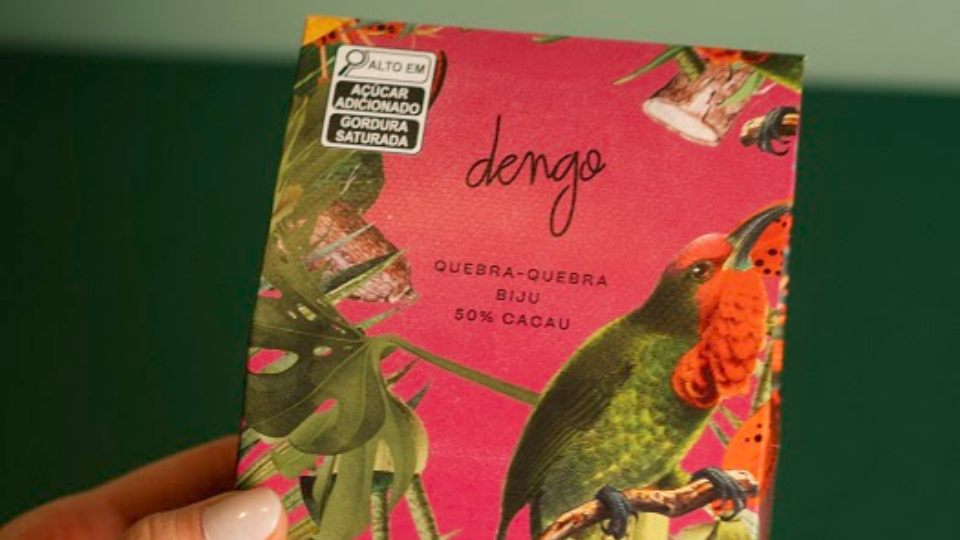 ALTO EM
AÇÚCAR
ADICIONADO
GORDURA
SATURADA
dengo
QUEBRA-QUEBRA
BIJU
50% CACAU